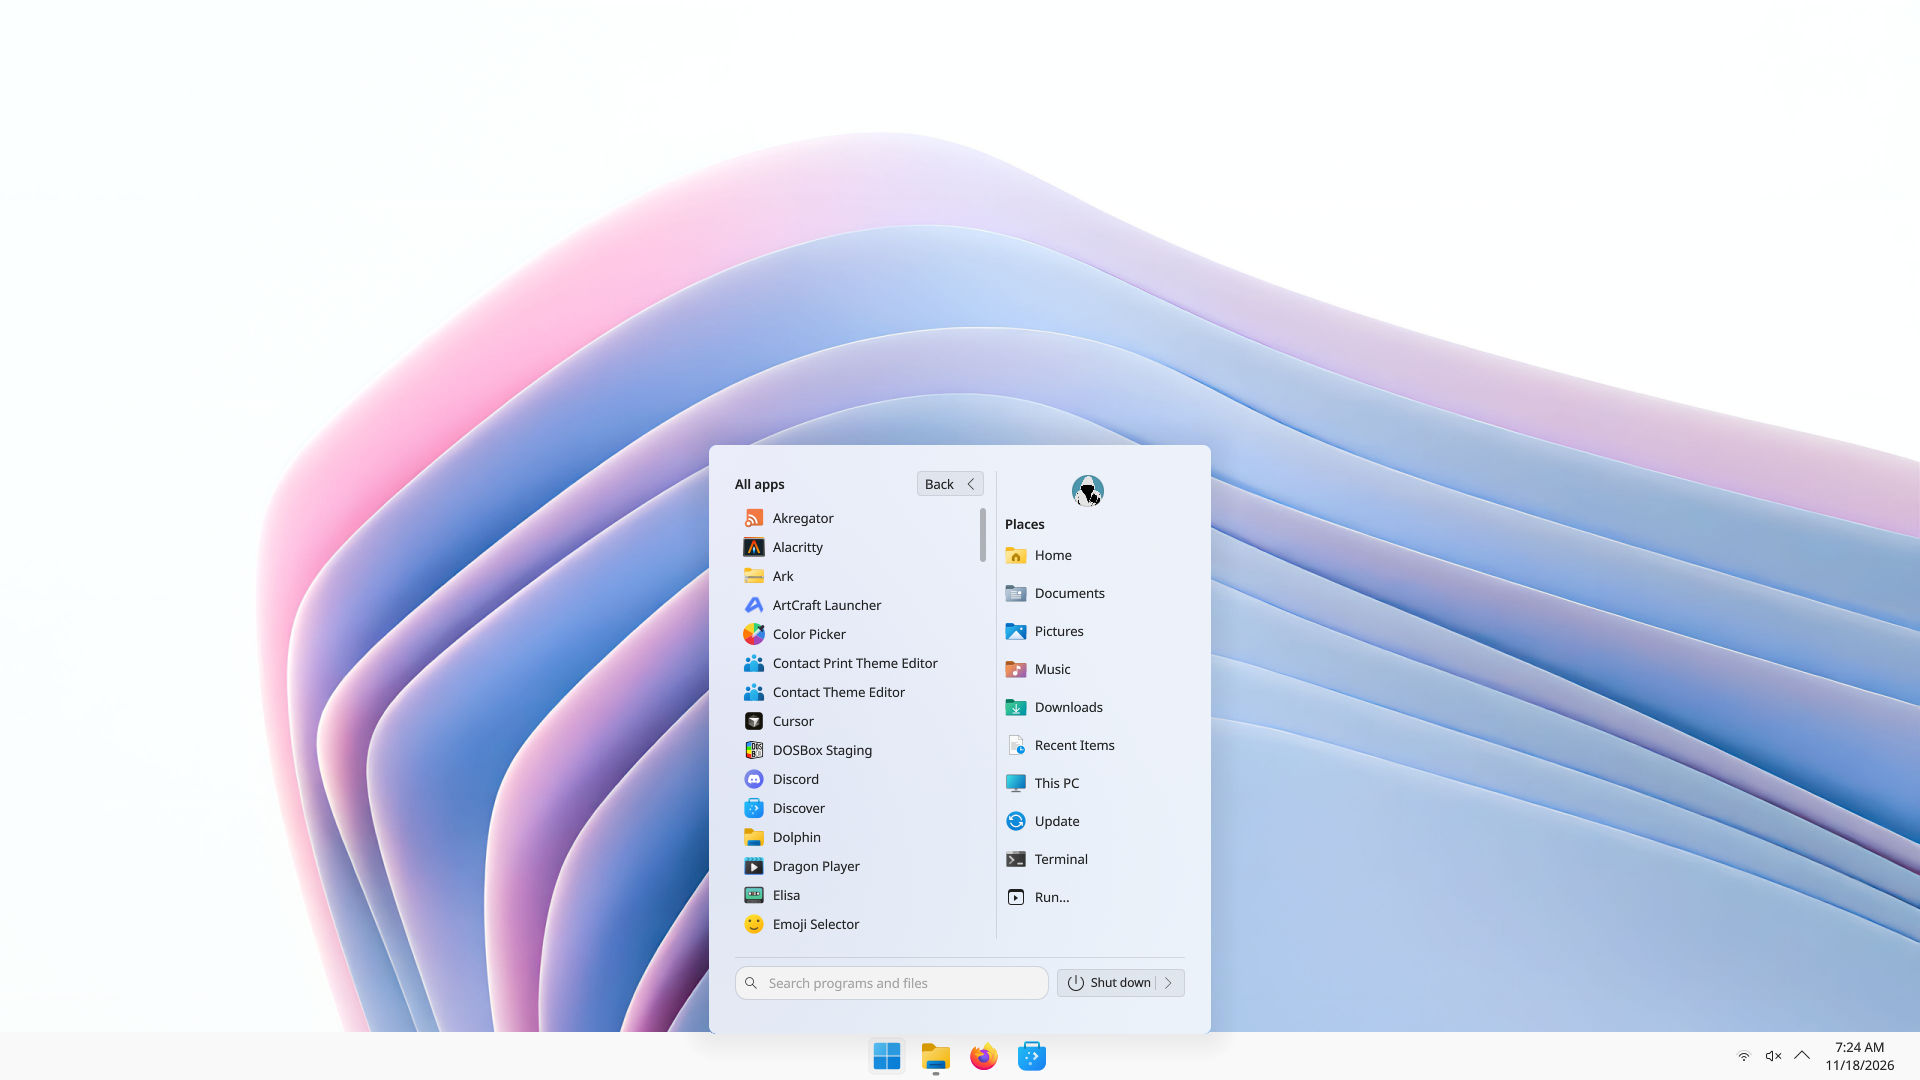 All apps
Back
Akregator
Alacritty
Ark
ArtCraft Launcher
Color Picker
Contact Print Theme Editor
Contact Theme Editor
Cursor
DOSBox Staging
Discord
Discover
Dolphin
Dragon Player
Elisa
Emoji Selector
Places
Home
Documents
Pictures
Music
Downloads
Recent Items
This PC
Update
Terminal
Run...
Search programs and files
Shut down
7:24 AM
11/18/2026